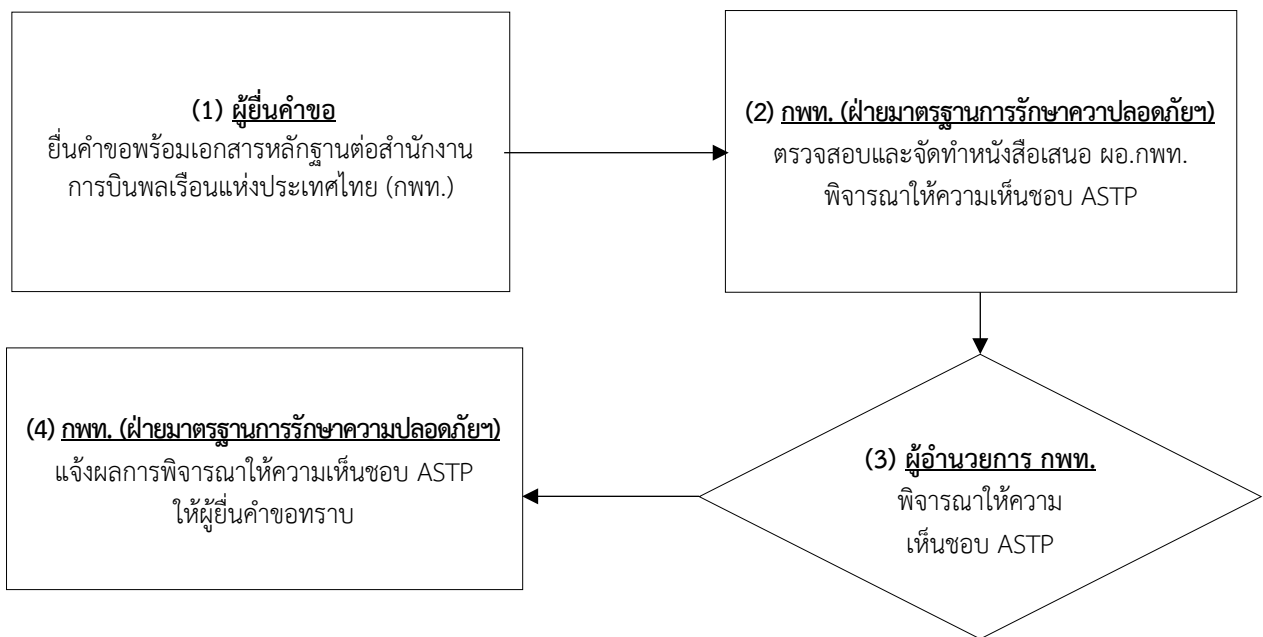 (1) ผู้ยื่นคำขอ
ยื่นคำขอพร้อมเอกสารหลักฐานต่อสำนักงาน
การบินพลเรือนแห่งประเทศไทย (กพท.)
(2) กพท. (ฝ่ายมาตรฐานการรักษาควาปลอดภัยฯ)
ตรวจสอบและจัดทำหนังสือเสนอ ผอ.กพท.
พิจารณาให้ความเห็นชอบ ASTP
(3) ผู้อำนวยการ กพท.
พิจารณาให้ความ
เห็นชอบ ASTP
(4) กพท. (ฝ่ายมาตรฐานการรักษาความปลอดภัยฯ)
แจ้งผลการพิจารณาให้ความเห็นชอบ ASTP
ให้ผู้ยื่นคำขอทราบ